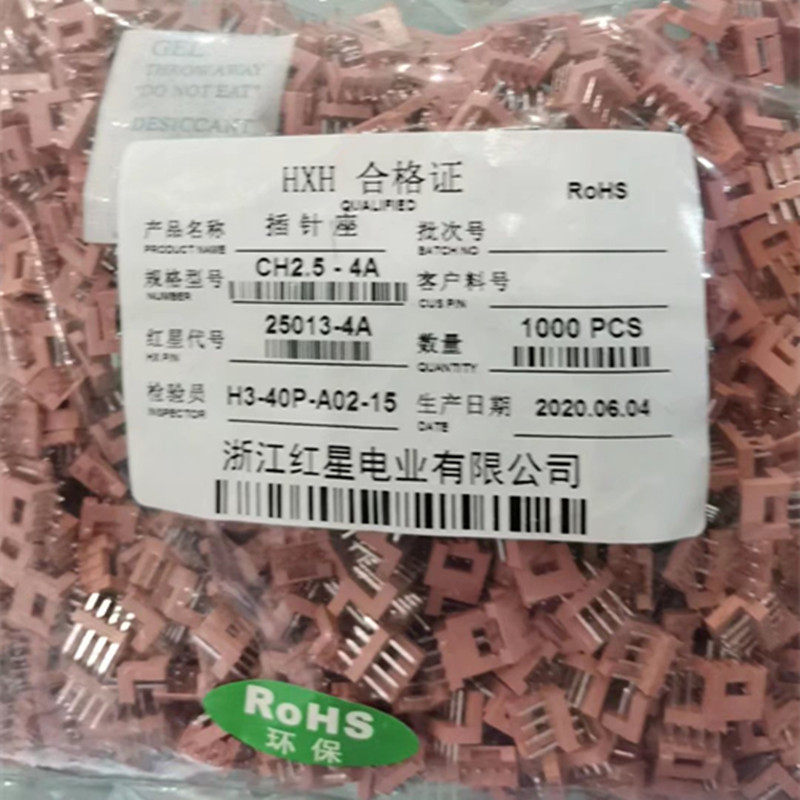 GEL
THROW AWAY
"DO NOT EAT"
DESICCANT
HXH 合格证 RoHS
QUALIFIED
产品名称 插针座 批次号
PRODUCT NAME BATCH NO
规格型号 CH2.5 - 4A 客户料号
NUMBER CUS P/N
红星代号 25013-4A 数量 1000 PCS
HX P/N QUANTITY
检验员 H3-40P-A02-15 生产日期 2020.06.04
INSPECTOR DATE
浙江红星电业有限公司
RoHS
环保